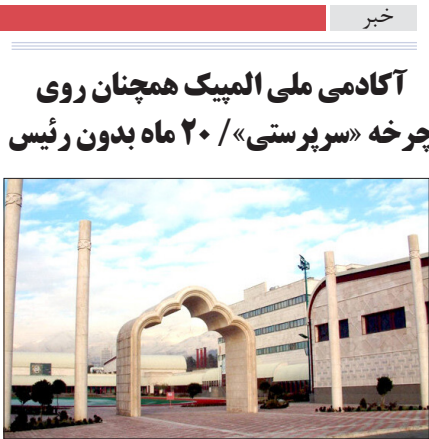 خبر
آکادمی ملی المپیک همچنان روی
چرخه «سرپرستی»/ ۲۰ ماه بدون رئیس